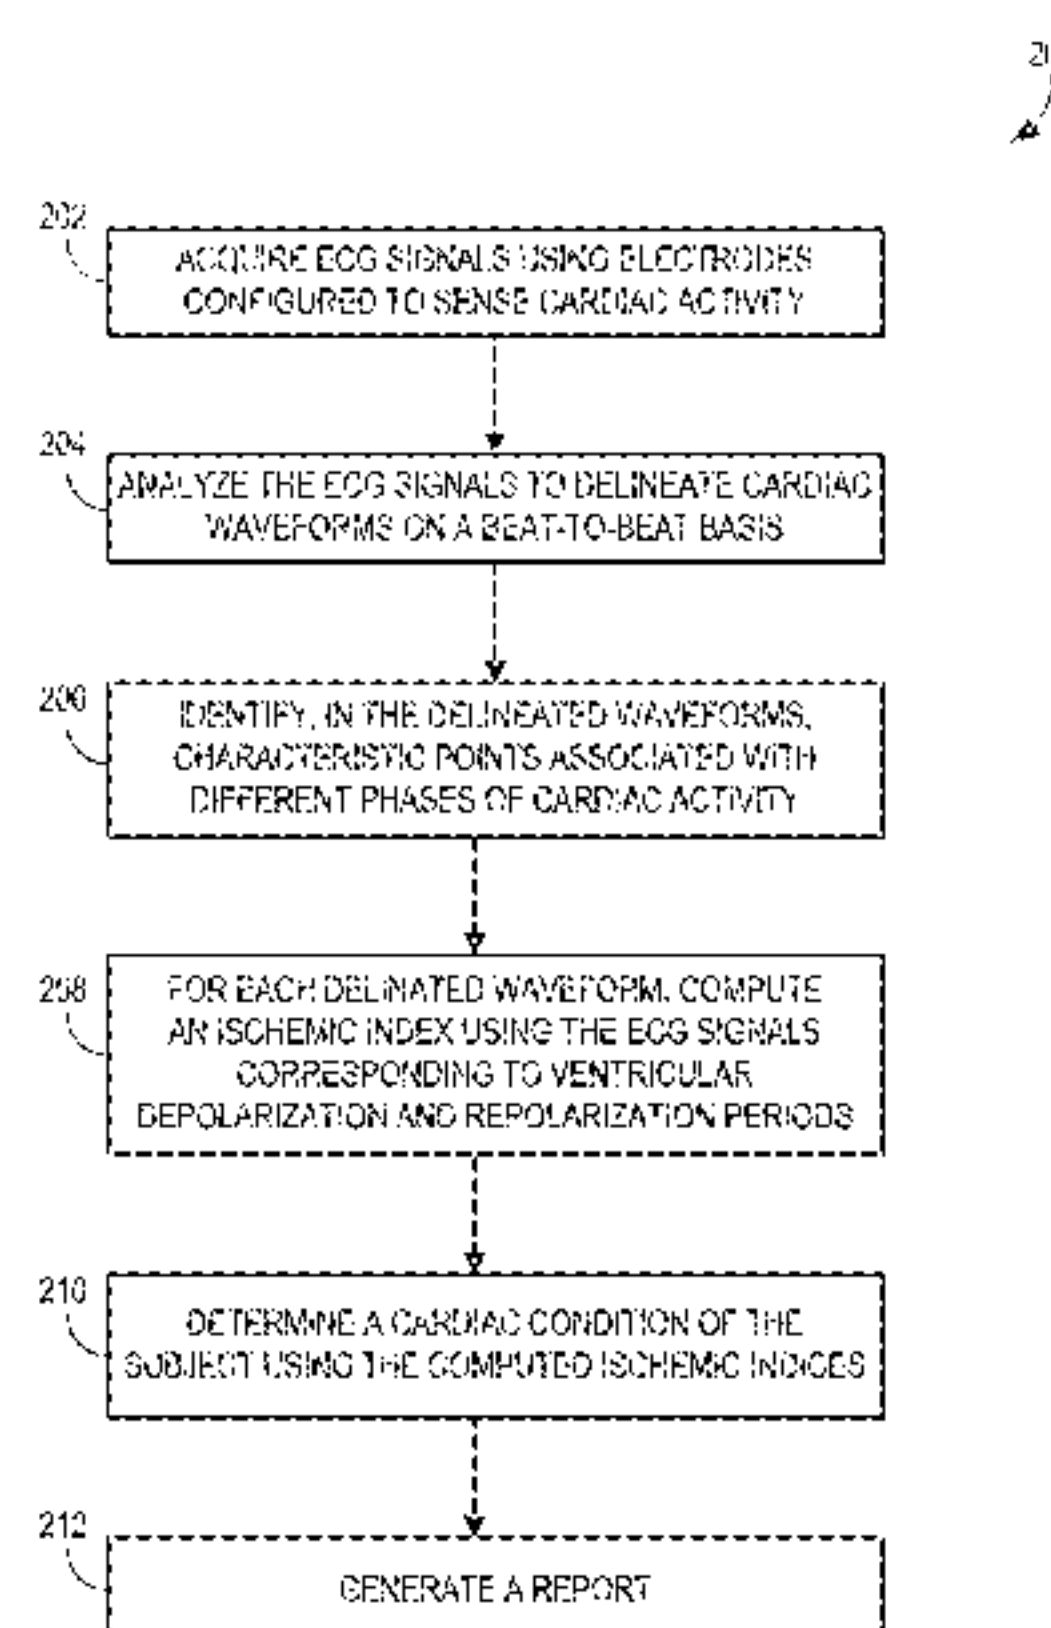 202
ACQUIRE ECG SIGNALS USING ELECTRODES
CONFIGURED TO SENSE CARDIAC ACTIVITY
204
ANALYZE THE ECG SIGNALS TO DELINEATE CARDIAC
WAVEFORMS ON A BEAT-TO-BEAT BASIS
206
IDENTIFY, IN THE DELINEATED WAVEFORMS,
CHARACTERISTIC POINTS ASSOCIATED WITH
DIFFERENT PHASES OF CARDIAC ACTIVITY
208
FOR EACH DELINATED WAVEFORM, COMPUTE
AN ISCHEMIC INDEX USING THE ECG SIGNALS
CORRESPONDING TO VENTRICULAR
DEPOLARIZATION AND REPOLARIZATION PERIODS
210
DETERMINE A CARDIAC CONDITION OF THE
SUBJECT USING THE COMPUTED ISCHEMIC INDICES
212
GENERATE A REPORT